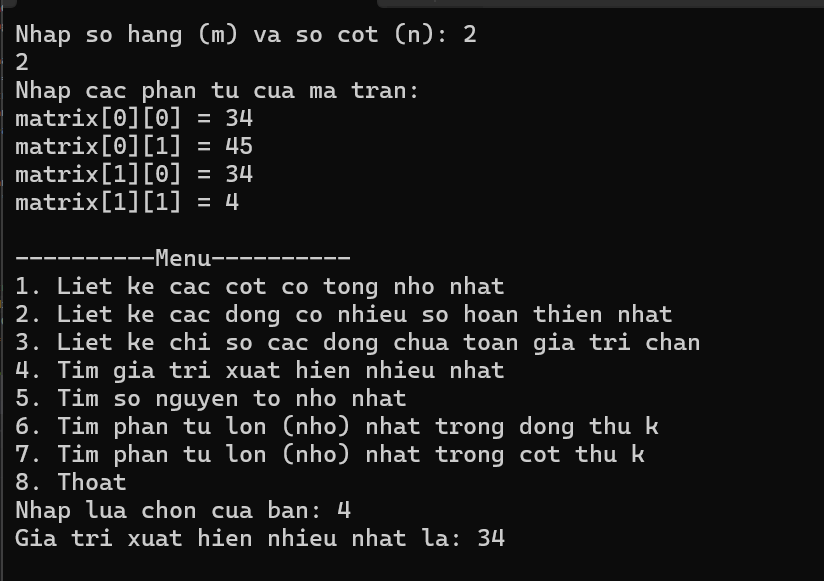 Nhap so hang (m) va so cot (n): 2
2
Nhap cac phan tu cua ma tran:
matrix[0][0] = 34
matrix[0][1] = 45
matrix[1][0] = 34
matrix[1][1] = 4
----------Menu----------
1. Liet ke cac cot co tong nho nhat
2. Liet ke cac dong co nhieu so hoan thien nhat
3. Liet ke chi so cac dong chua toan gia tri chan
4. Tim gia tri xuat hien nhieu nhat
5. Tim so nguyen to nho nhat
6. Tim phan tu lon (nho) nhat trong dong thu k
7. Tim phan tu lon (nho) nhat trong cot thu k
8. Thoat
Nhap lua chon cua ban: 4
Gia tri xuat hien nhieu nhat la: 34